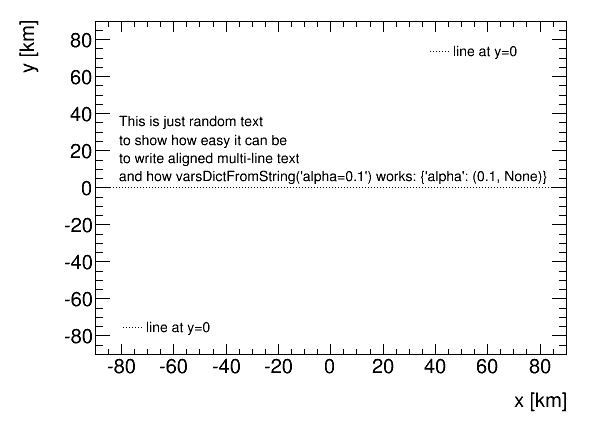 y [km]
80
60
40
20
0
-20
-40
-60
-80
line at y=0
This is just random text
to show how easy it can be
to write aligned multi-line text
and how varsDictFromString('alpha=0.1') works: {'alpha': (0.1, None)}
line at y=0
-80 -60 -40 -20 0 20 40 60 80
x [km]